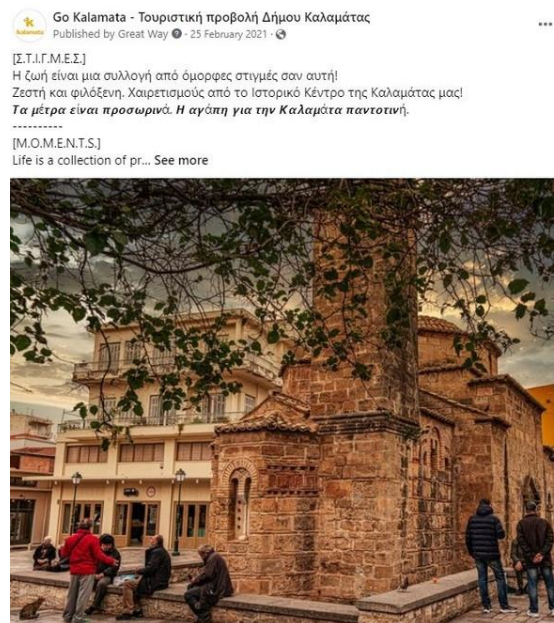 Go Kalamata - Τουριστική προβολή Δήμου Καλαμάτας
kalamata
Published by Great Way · 25 February 2021 ·
[Σ.Τ.Ι.Γ.Μ.Ε.Σ.]
Η ζωή είναι μια συλλογή από όμορφες στιγμές σαν αυτή!
Ζεστή και φιλόξενη. Χαιρετισμούς από το Ιστορικό Κέντρο της Καλαμάτας μας!
Τα μέτρα είναι προσωρινά. Η αγάπη για την Καλαμάτα παντοτινή.
----------
[M.O.M.E.N.T.S.]
Life is a collection of pr... See more